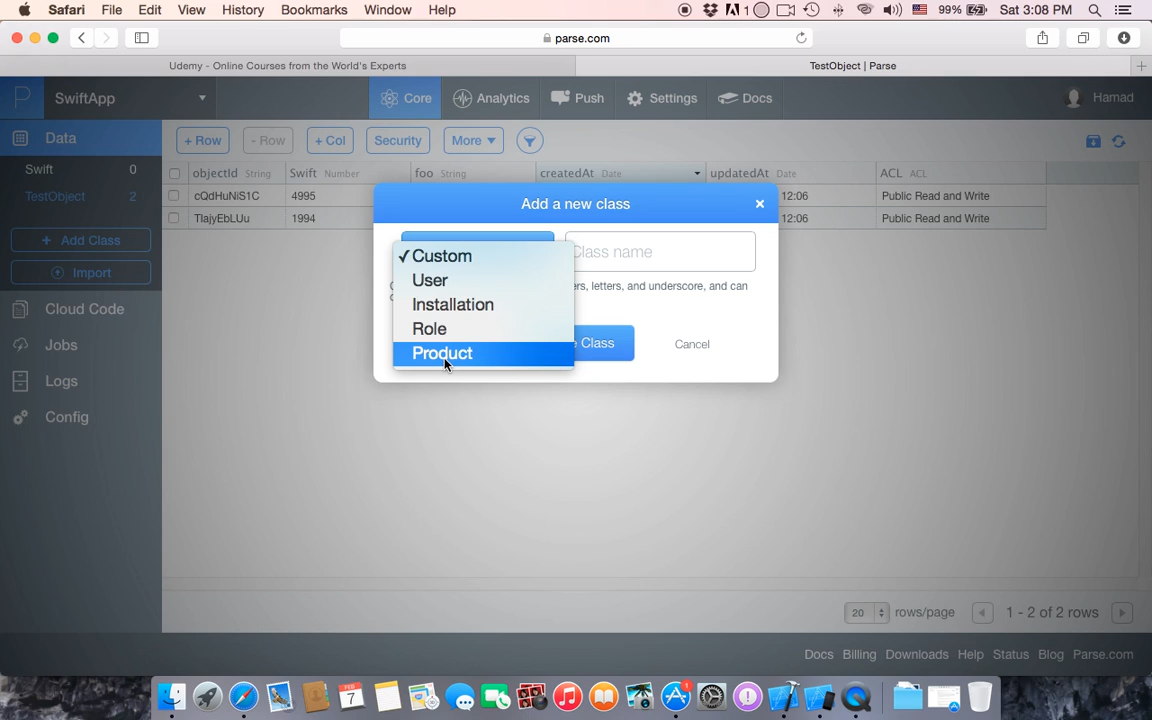 Safari File Edit View History Bookmarks Window Help 1 99% Sat 3:08 PM
parse.com
Udemy - Online Courses from the World's Experts TestObject | Parse
P SwiftApp Core Analytics Push Settings Docs Hamad
Data + Row - Row + Col Security More
Swift 0 objectId String Swift Number foo String createdAt Date updatedAt Date ACL ACL
TestObject 2 cQdHuNiS1C 4995 12:06 Public Read and Write
TlajyEbLUu 1994 12:06 Public Read and Write
+ Add Class
Import
Cloud Code
Jobs
Logs
Config
Add a new class ×
✓Custom Class name
User
rs, letters, and underscore, and can
Installation
Role
Product
Class Cancel
20 rows/page 1 - 2 of 2 rows
Docs Billing Downloads Help Status Blog Parse.com
FEB
7
1